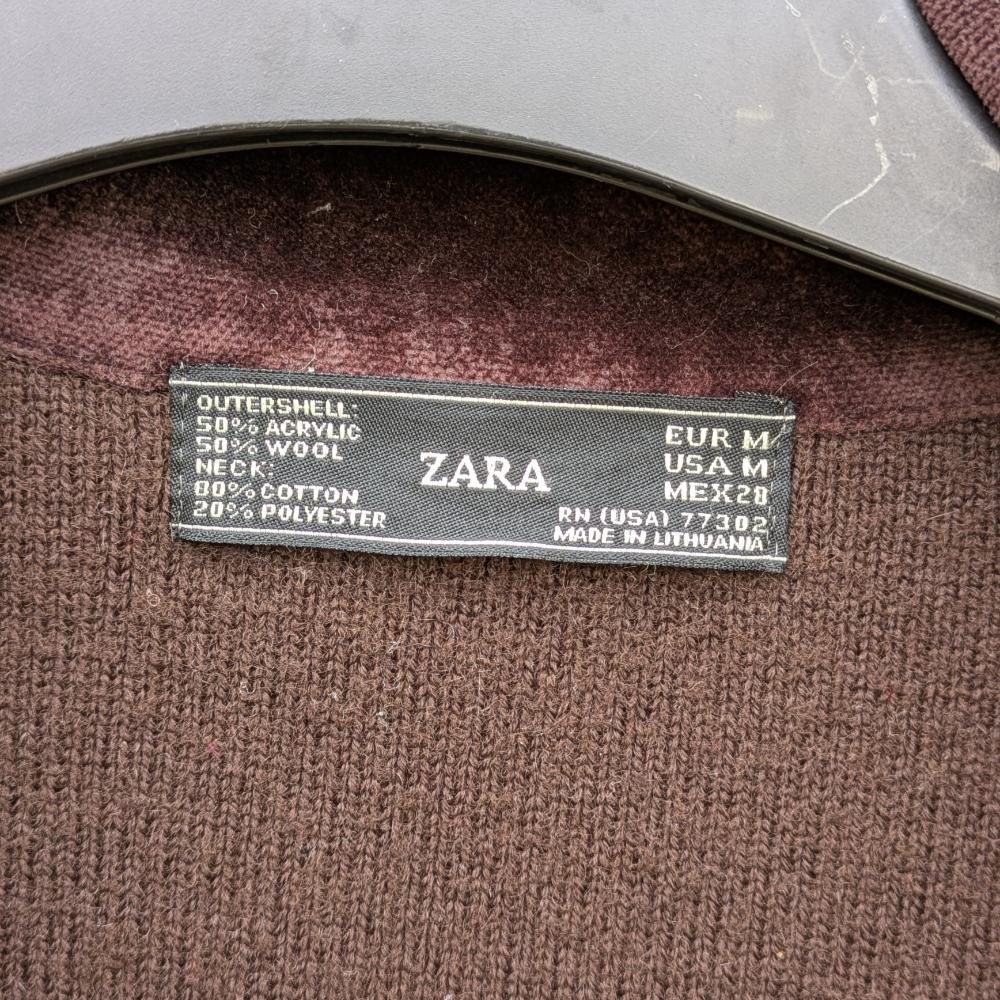 OUTERSHELL:
50% ACRYLIC
50% WOOL
NECK:
80% COTTON
20% POLYESTER
ZARA
EUR M
USA M
MEX 28
RN (USA) 77302
MADE IN LITHUANIA